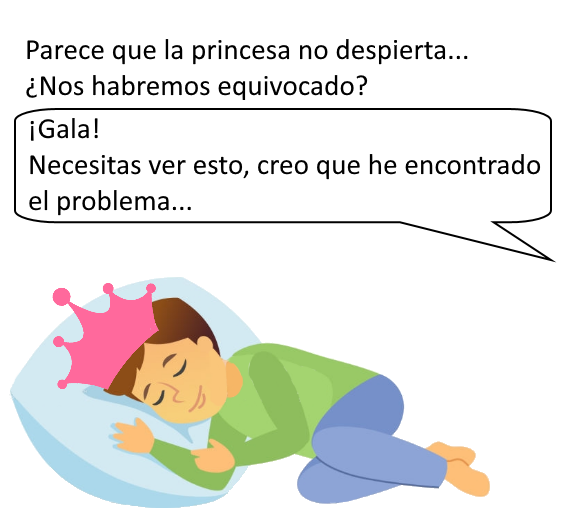 Parece que la princesa no despierta...
¿Nos habremos equivocado?
¡Gala!
Necesitas ver esto, creo que he encontrado
el problema...